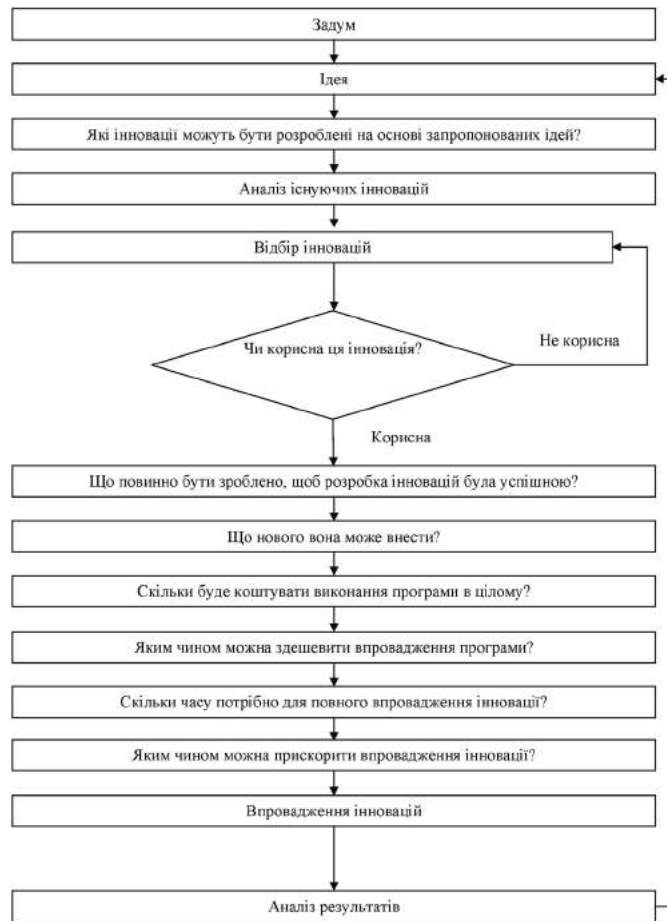 Задум
Ідея
Які інновації можуть бути розроблені на основі запропонованих ідей?
Аналіз існуючих інновацій
Відбір інновацій
Чи корисна ця інновація?
Не корисна
Корисна
Що повинно бути зроблено, щоб розробка інновацій була успішною?
Що нового вона може внести?
Скільки буде коштувати виконання програми в цілому?
Яким чином можна здешевити впровадження програми?
Скільки часу потрібно для повного впровадження інновації?
Яким чином можна прискорити впровадження інновації?
Впровадження інновацій
Аналіз результатів